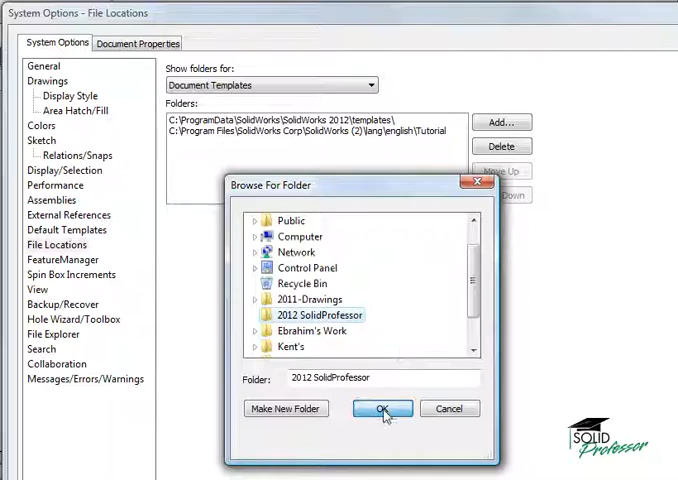 System Options - File Locations
System Options
Document Properties
General
Drawings
Display Style
Area Hatch/Fill
Colors
Sketch
Relations/Snaps
Display/Selection
Performance
Assemblies
External References
Default Templates
File Locations
FeatureManager
Spin Box Increments
View
Backup/Recover
Hole Wizard/Toolbox
File Explorer
Search
Collaboration
Messages/Errors/Warnings
Show folders for:
Document Templates
Folders:
C:\ProgramData\SolidWorks\SolidWorks 2012\templates\
C:\Program Files\SolidWorks Corp\SolidWorks (2)\lang\english\Tutorial
Add...
Delete
Move Up
Down
Browse For Folder
Public
Computer
Network
Control Panel
Recycle Bin
2011-Drawings
2012 SolidProfessor
Ebrahim's Work
Kent's
Folder:
2012 SolidProfessor
Make New Folder
OK
Cancel
SOLID
Professor